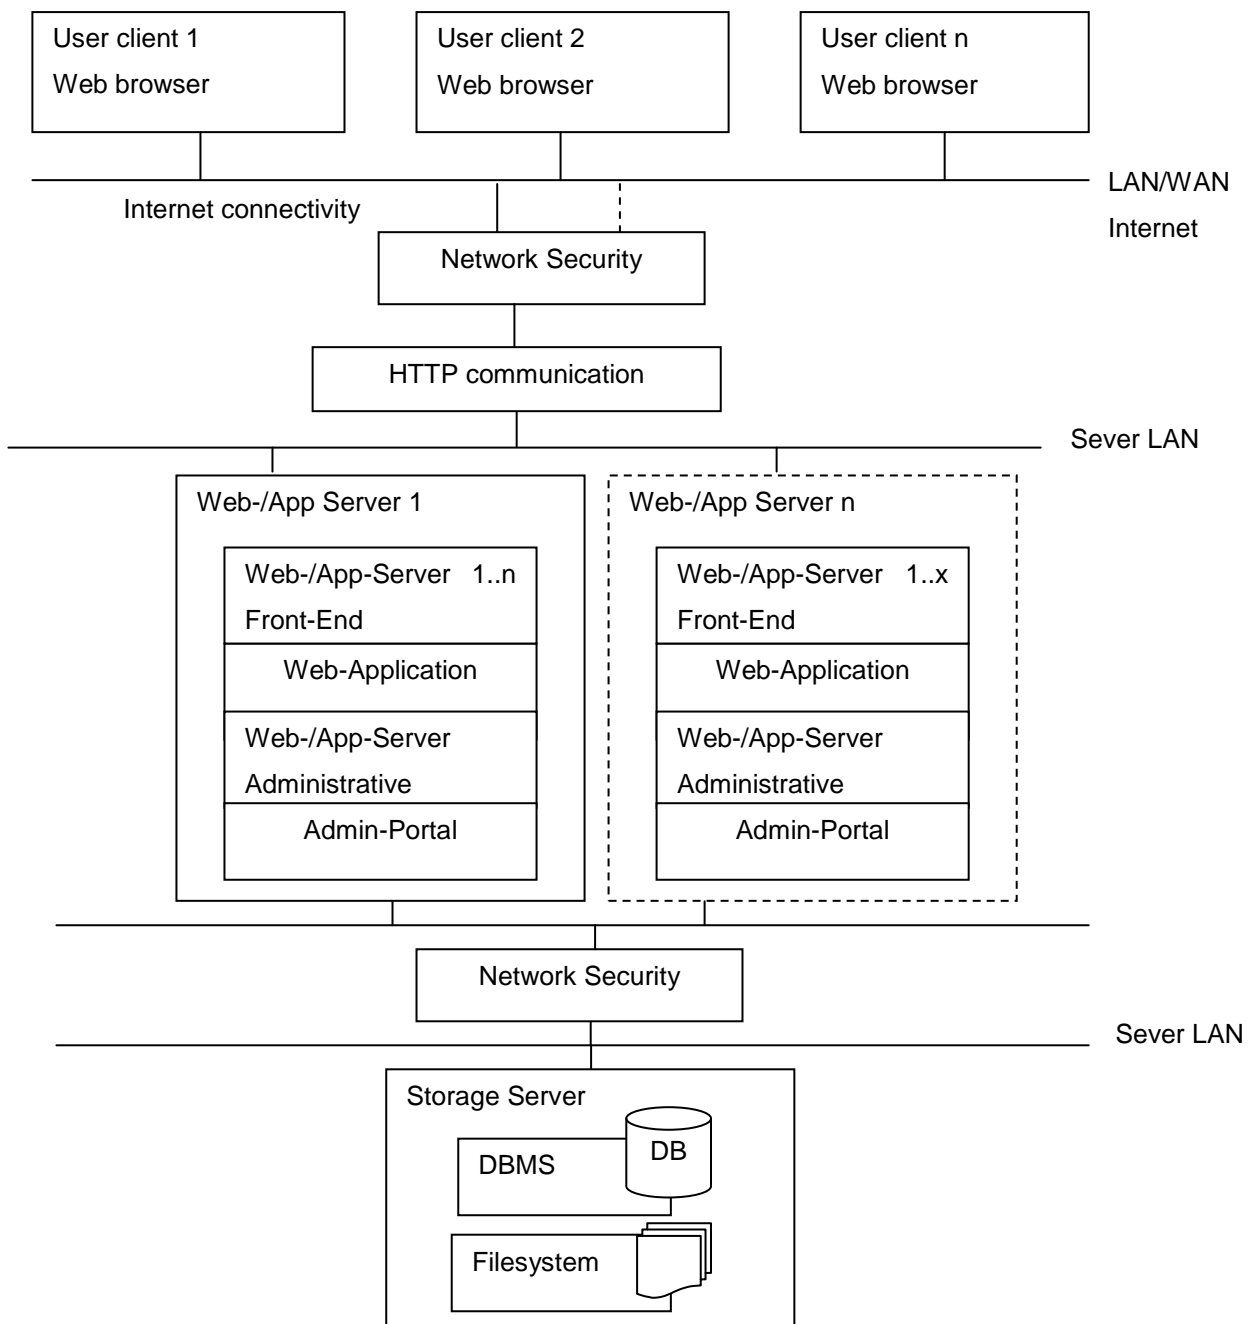 User client 1
Web browser
User client 2
Web browser
User client n
Web browser
LAN/WAN
Internet
Internet connectivity
Network Security
HTTP communication
Sever LAN
Web-/App Server 1
Web-/App-Server 1..n
Front-End
Web-Application
Web-/App-Server
Administrative
Admin-Portal
Web-/App Server n
Web-/App-Server 1..x
Front-End
Web-Application
Web-/App-Server
Administrative
Admin-Portal
Network Security
Sever LAN
Storage Server
DBMS
DB
Filesystem